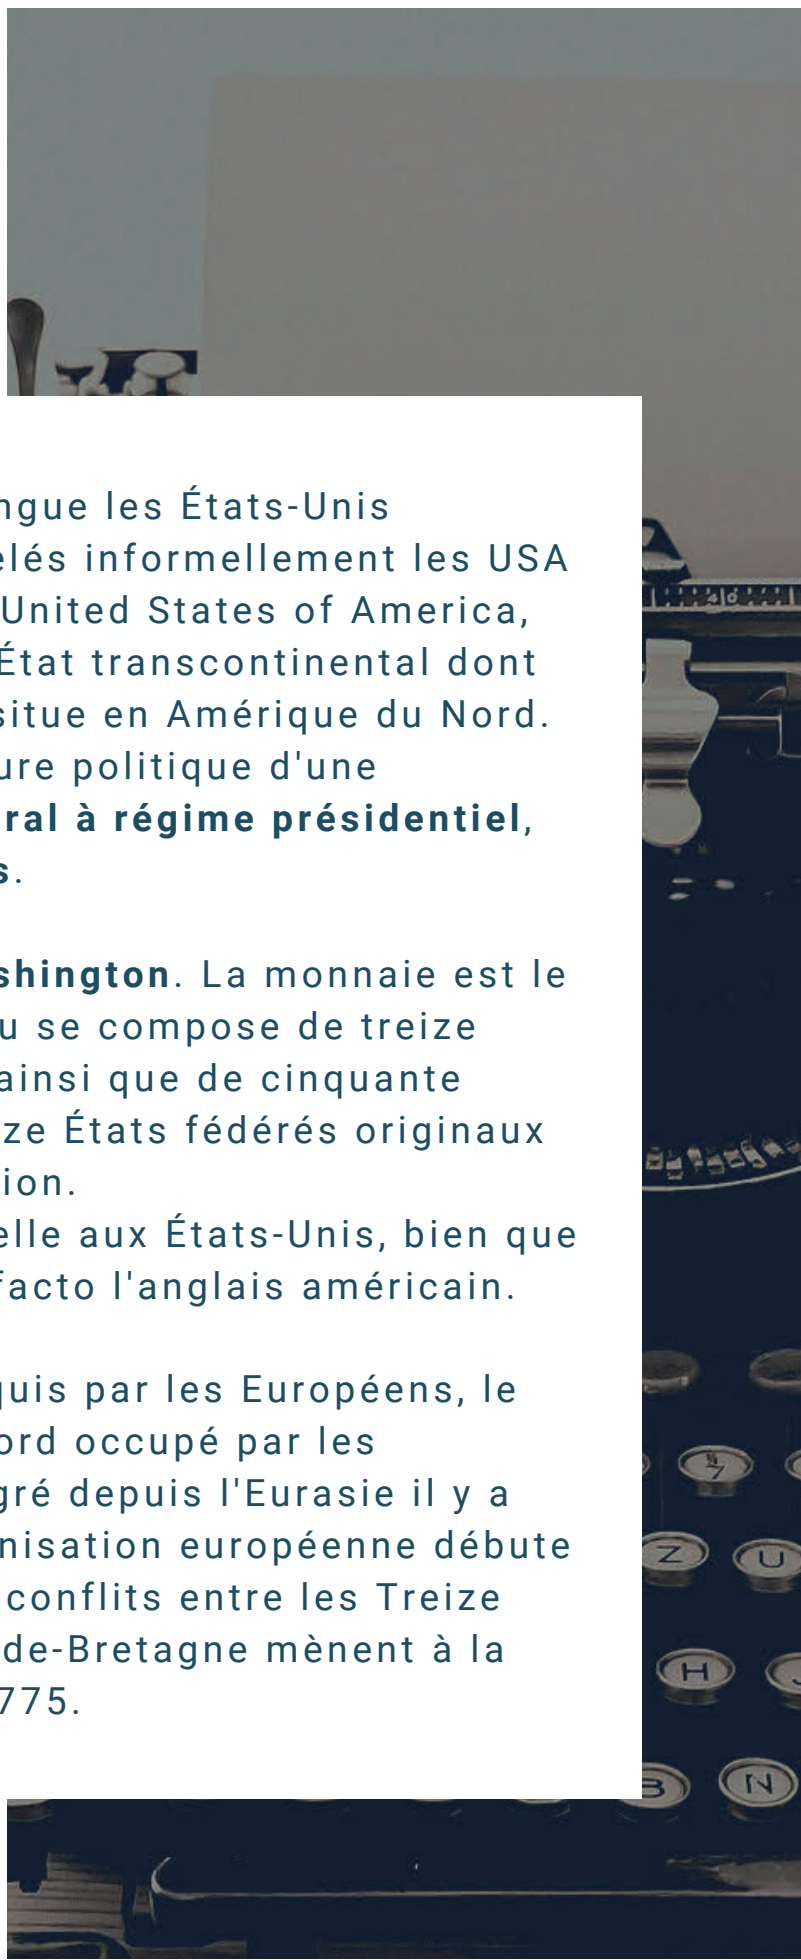 ngue les États-Unis
elés informellement les USA
United States of America,
État transcontinental dont
situe en Amérique du Nord.
ure politique d'une
ral à régime présidentiel,
s.
shington. La monnaie est le
u se compose de treize
ainsi que de cinquante
ze États fédérés originaux
ion.
elle aux États-Unis, bien que
facto l'anglais américain.
quis par les Européens, le
ord occupé par les
gré depuis l'Eurasie il y a
nisation européenne débute
conflits entre les Treize
de-Bretagne mènent à la
775.
40
7
Z U
H J
B N